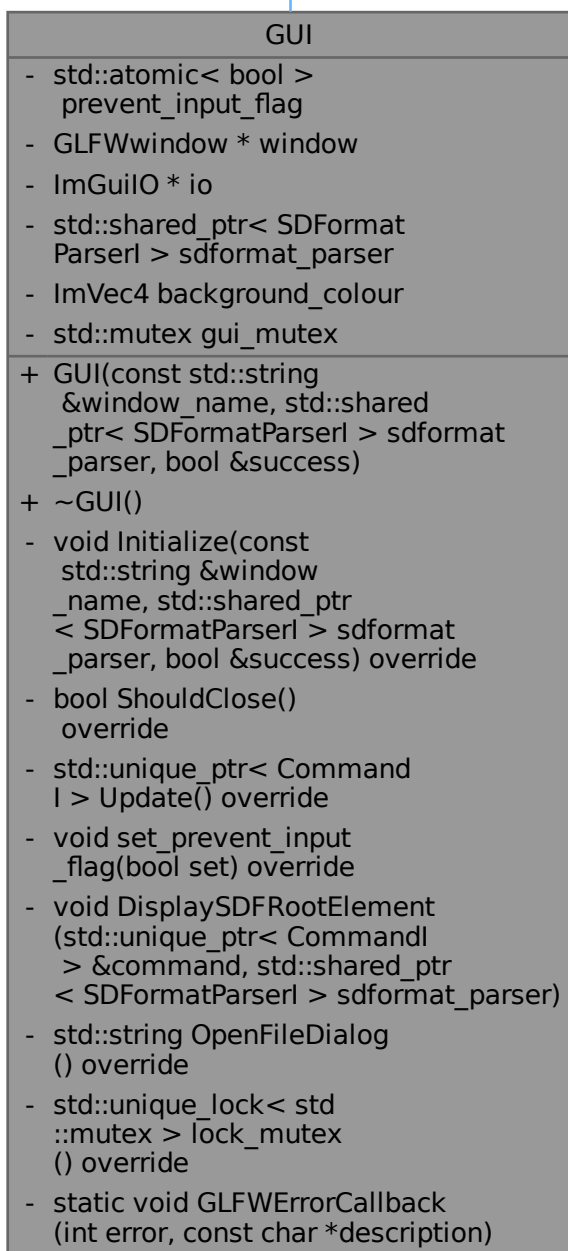 GUI
- std::atomic< bool >
prevent_input_flag
- GLFWwindow * window
- ImGuiIO * io
- std::shared_ptr< SDFormat
ParserI > sdformat_parser
- ImVec4 background_colour
- std::mutex gui_mutex
+ GUI(const std::string
&window_name, std::shared
_ptr< SDFormatParserI > sdformat
_parser, bool &success)
+ ~GUI()
- void Initialize(const
std::string &window
_name, std::shared_ptr
< SDFormatParserI > sdformat
_parser, bool &success) override
- bool ShouldClose()
override
- std::unique_ptr< Command
I > Update() override
- void set_prevent_input
_flag(bool set) override
- void DisplaySDFRootElement
(std::unique_ptr< CommandI
> &command, std::shared_ptr
< SDFormatParserI > sdformat_parser)
- std::string OpenFileDialog
() override
- std::unique_lock< std
::mutex > lock_mutex
() override
- static void GLFWErrorCallback
(int error, const char *description)